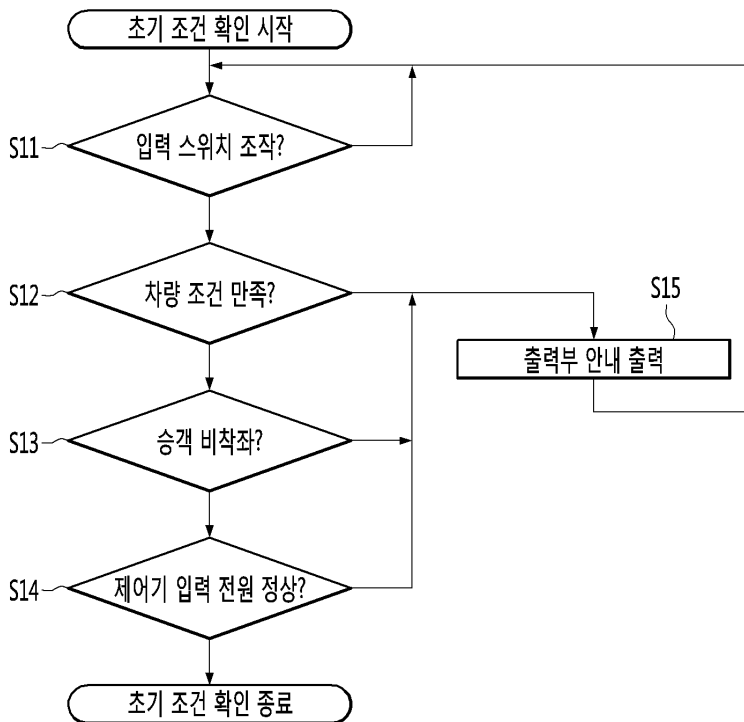 초기 조건 확인 시작
S11
입력 스위치 조작?
S12
차량 조건 만족?
S15
출력부 안내 출력
S13
승객 비착좌?
S14
제어기 입력 전원 정상?
초기 조건 확인 종료